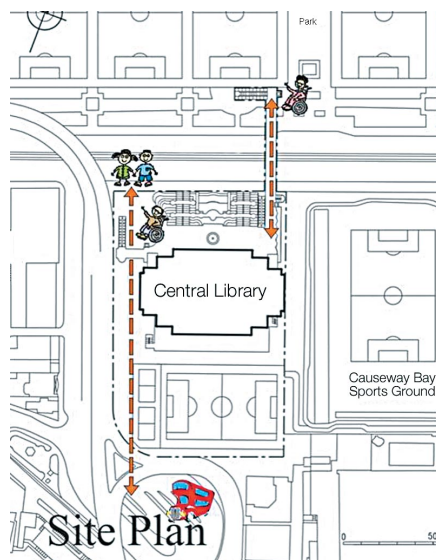 Park
Central Library
Causeway Bay
Sports Ground
Site Plan
0
50